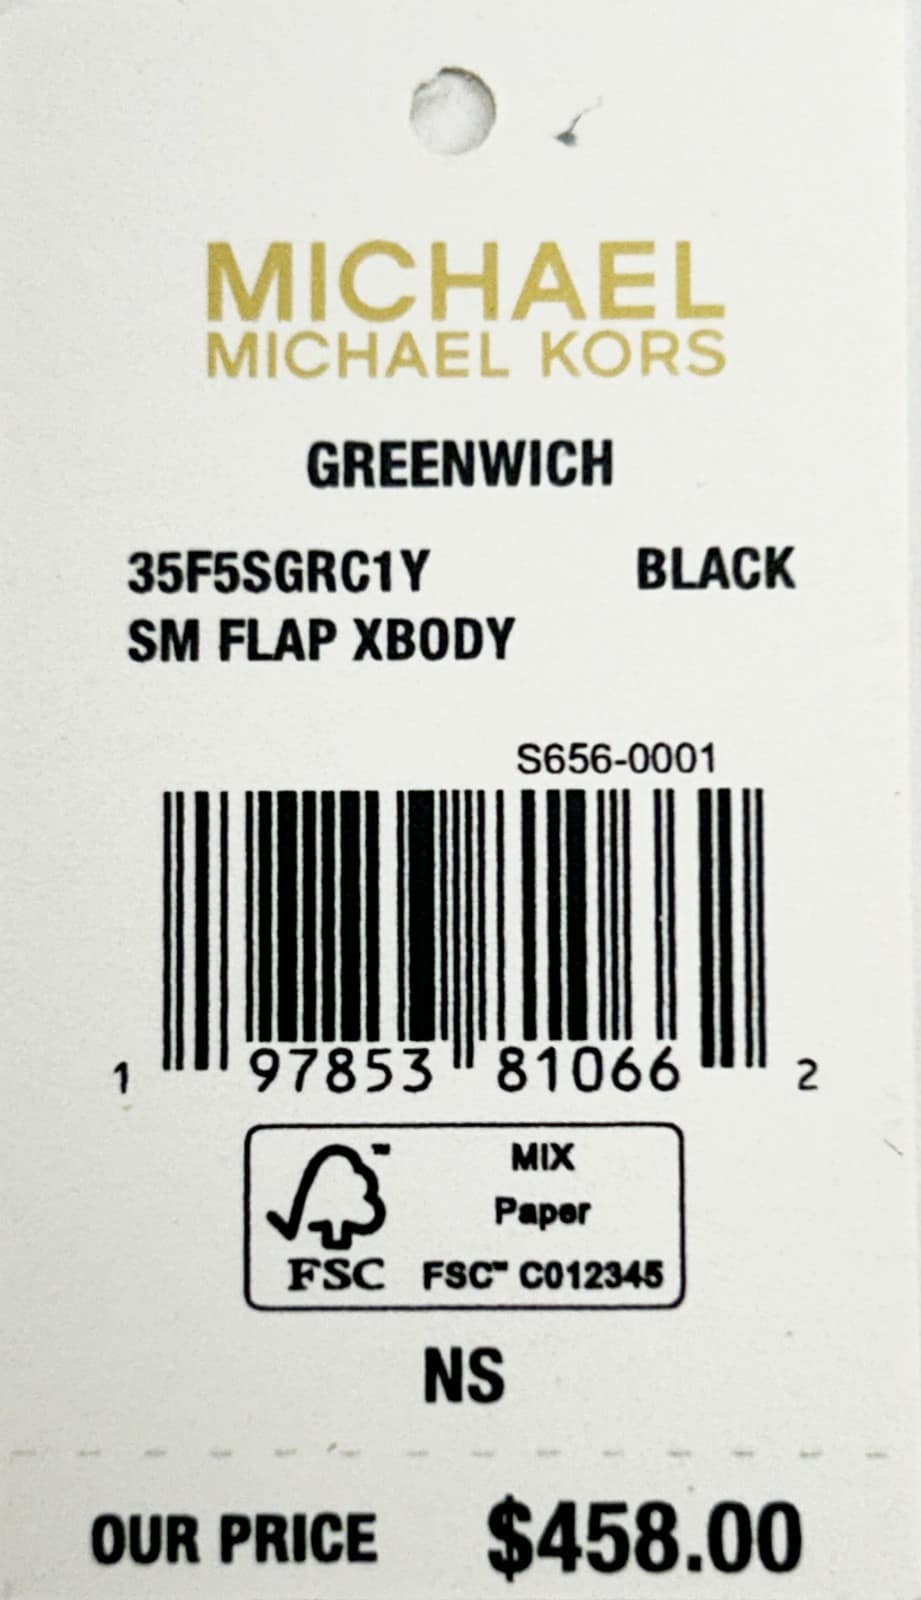 MICHAEL
MICHAEL KORS
GREENWICH
35F5SGRC1Y BLACK
SM FLAP XBODY
S656-0001
1 97853 81066 2
MIX
Paper
FSC FSC™ C012345
NS
OUR PRICE $458.00